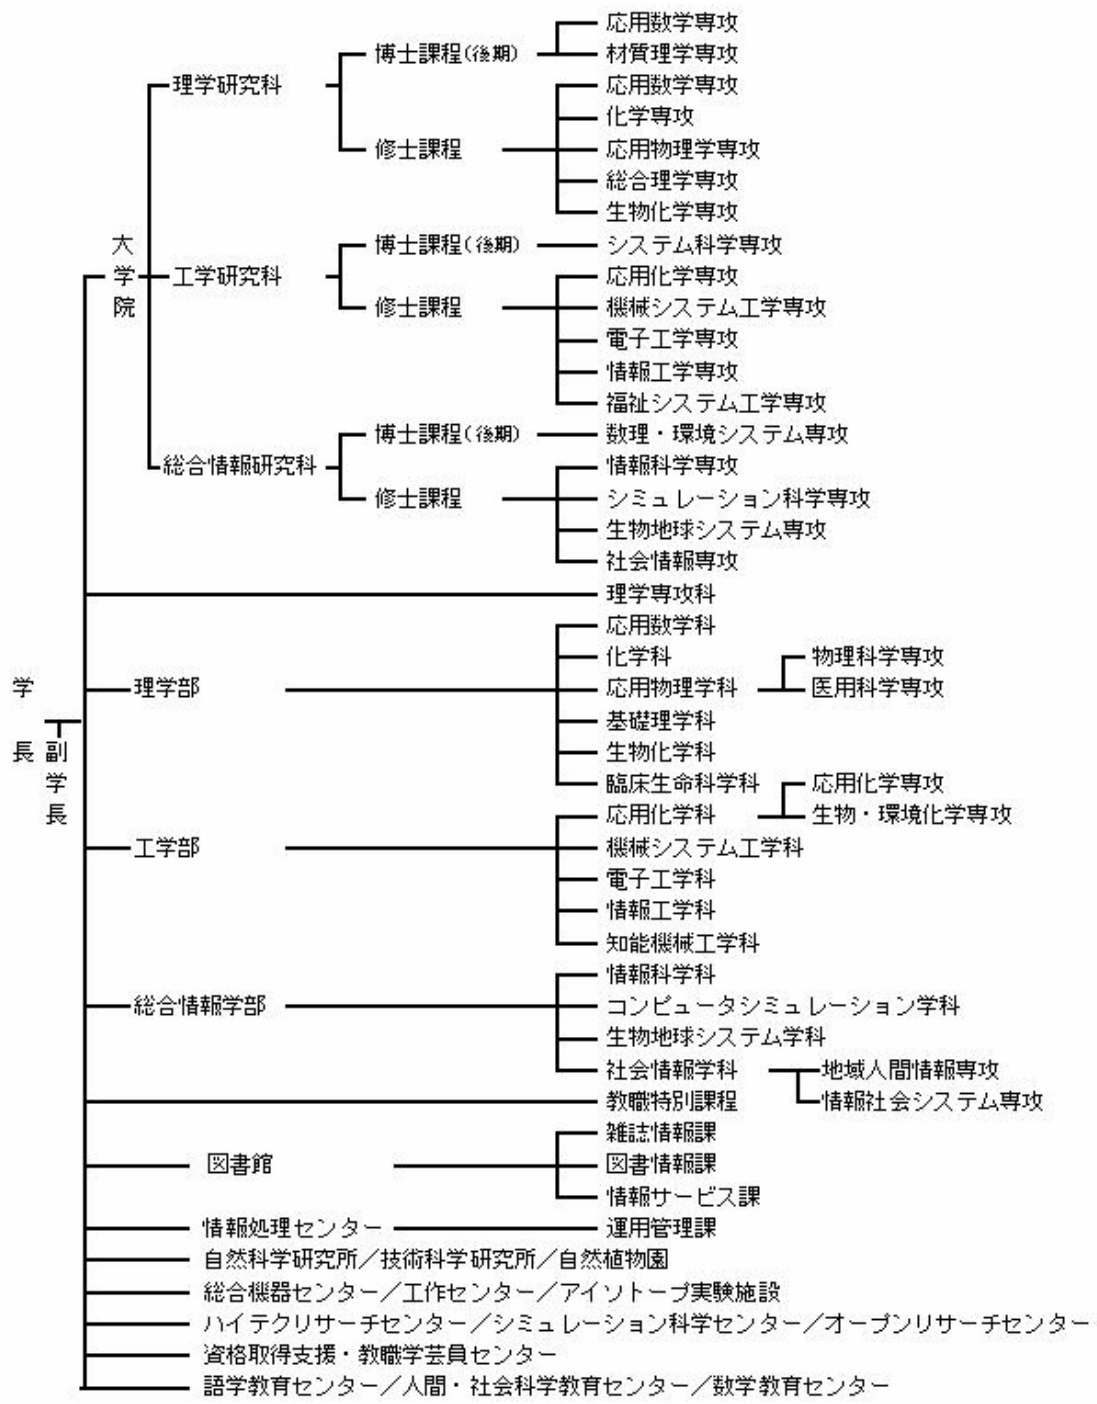 応用数学専攻
博士課程(後期)
材質理学専攻
理学研究科
応用数学専攻
化学専攻
修士課程
応用物理学専攻
総合理学専攻
生物化学専攻
大学院
博士課程(後期)
システム科学専攻
工学研究科
応用化学専攻
修士課程
機械システム工学専攻
電子工学専攻
情報工学専攻
福祉システム工学専攻
博士課程(後期)
数理・環境システム専攻
総合情報研究科
情報科学専攻
修士課程
シミュレーション科学専攻
生物地球システム専攻
社会情報専攻
理学専攻科
学長
副学長
理学部
応用数学科
化学科
応用物理学科
物理科学専攻
医用科学専攻
基礎理学科
生物化学科
臨床生命科学科
工学部
応用化学科
応用化学専攻
生物・環境化学専攻
機械システム工学科
電子工学科
情報工学科
知能機械工学科
総合情報学部
情報科学科
コンピュータシミュレーション学科
生物地球システム学科
社会情報学科
地域人間情報専攻
情報社会システム専攻
教職特別課程
図書館
雑誌情報課
図書情報課
情報サービス課
情報処理センター
運用管理課
自然科学研究所／技術科学研究所／自然植物園
総合機器センター／工作センター／アイソトープ実験施設
ハイテクリサーチセンター／シミュレーション科学センター／オープンリサーチセンター
資格取得支援・教職学芸員センター
語学教育センター／人間・社会科学教育センター／数学教育センター